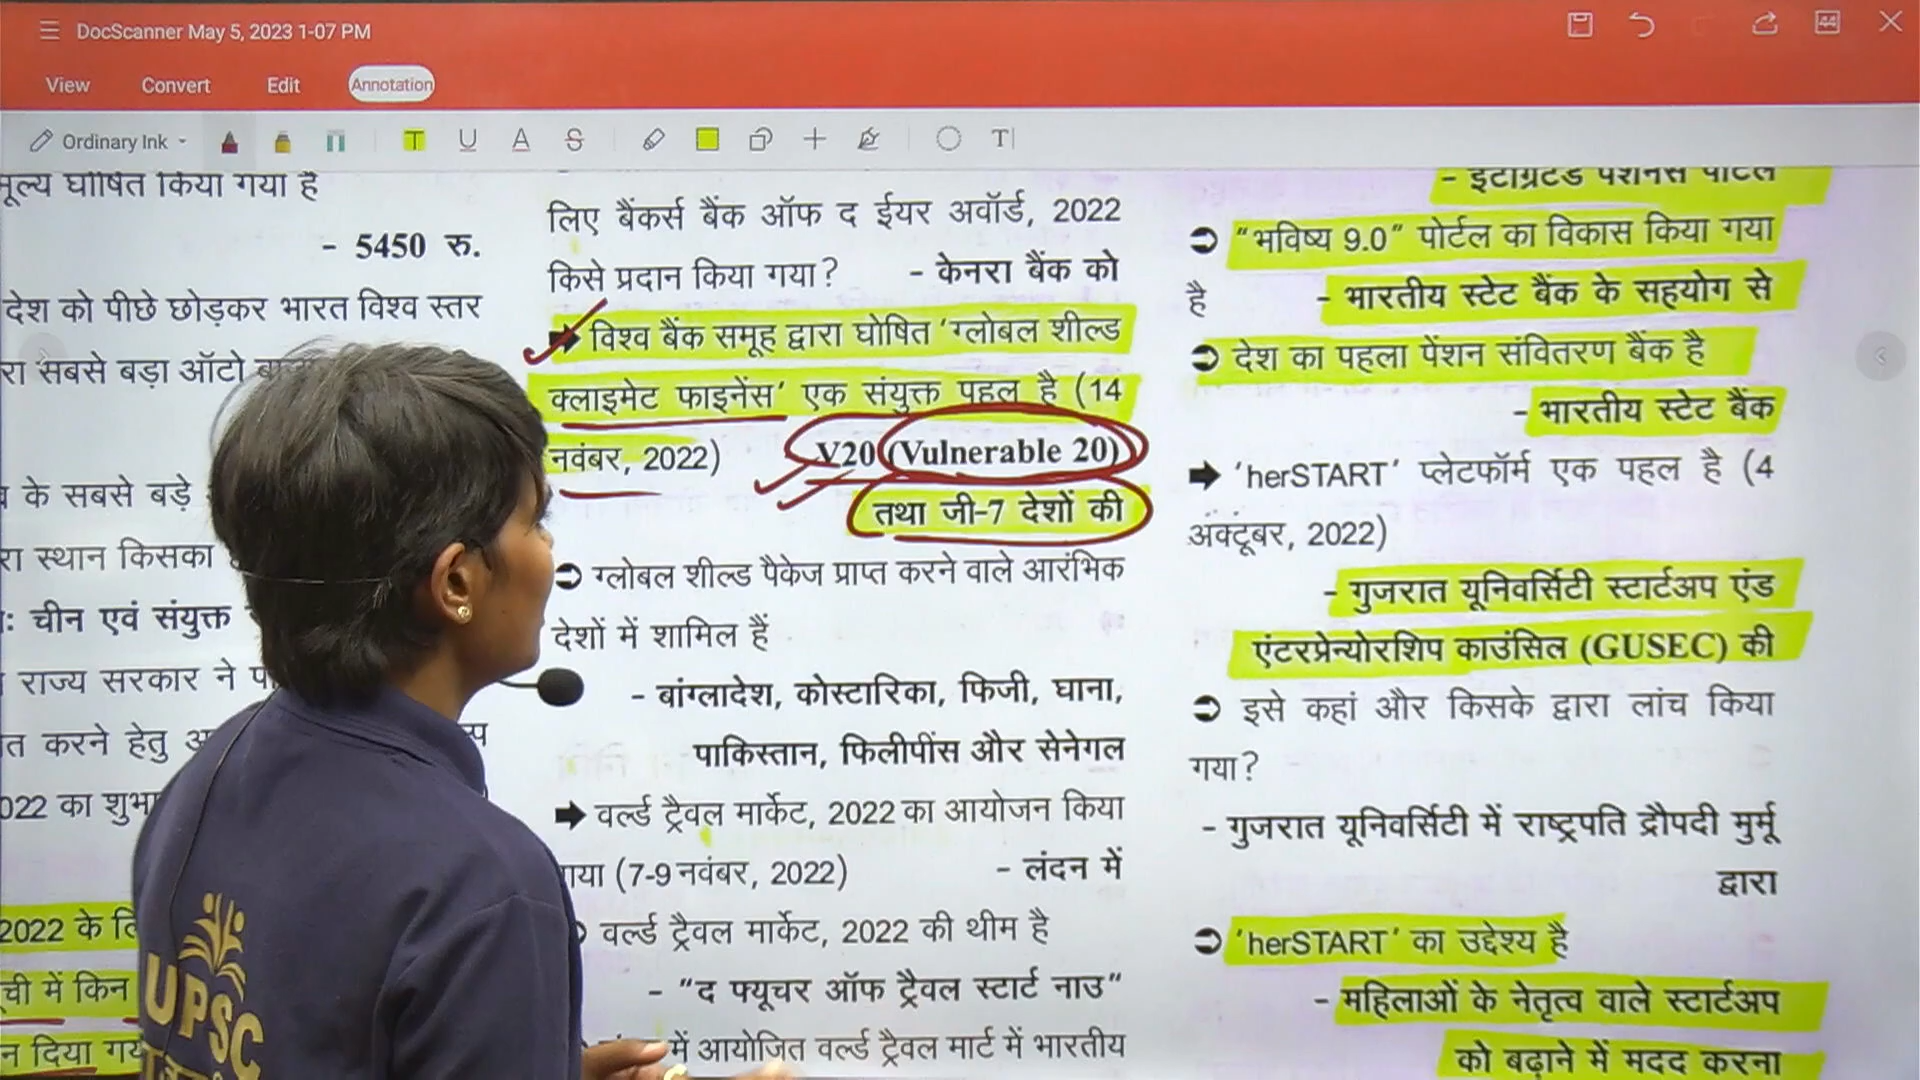 DocScanner May 5, 2023 1-07 PM
View Convert Edit Annotation
Ordinary Ink
मूल्य घोषित किया गया है
- 5450 रु.
देश को पीछे छोड़कर भारत विश्व स्तर
रा सबसे बड़ा ऑटो
के सबसे बड़े
रा स्थान किसका
: चीन एवं संयुक्त
राज्य सरकार ने
त करने हेतु
022 का शुभा
2022 के लि
ची में किन
न दिया गय
लिए बैंकर्स बैंक ऑफ द ईयर अवॉर्ड, 2022
किसे प्रदान किया गया? - केनरा बैंक को
➡ विश्व बैंक समूह द्वारा घोषित 'ग्लोबल शील्ड
क्लाइमेट फाइनेंस' एक संयुक्त पहल है (14
नवंबर, 2022) V20 (Vulnerable 20)
तथा जी-7 देशों की
➲ ग्लोबल शील्ड पैकेज प्राप्त करने वाले आरंभिक
देशों में शामिल हैं
- बांग्लादेश, कोस्टारिका, फिजी, घाना,
पाकिस्तान, फिलीपींस और सेनेगल
➡ वर्ल्ड ट्रैवल मार्केट, 2022 का आयोजन किया
गया (7-9 नवंबर, 2022) - लंदन में
वर्ल्ड ट्रैवल मार्केट, 2022 की थीम है
- "द फ्यूचर ऑफ ट्रैवल स्टार्ट नाउ"
में आयोजित वर्ल्ड ट्रैवल मार्ट में भारतीय
- इंटीग्रेटेड पेंशनर्स पोर्टल
➲ "भविष्य 9.0" पोर्टल का विकास किया गया
है - भारतीय स्टेट बैंक के सहयोग से
➲ देश का पहला पेंशन संवितरण बैंक है
- भारतीय स्टेट बैंक
➡ 'herSTART' प्लेटफॉर्म एक पहल है (4
अक्टूबर, 2022)
- गुजरात यूनिवर्सिटी स्टार्टअप एंड
एंटरप्रेन्योरशिप काउंसिल (GUSEC) की
➲ इसे कहां और किसके द्वारा लांच किया
गया?
- गुजरात यूनिवर्सिटी में राष्ट्रपति द्रौपदी मुर्मू
द्वारा
➲ 'herSTART' का उद्देश्य है
- महिलाओं के नेतृत्व वाले स्टार्टअप
को बढ़ाने में मदद करना
UPSC